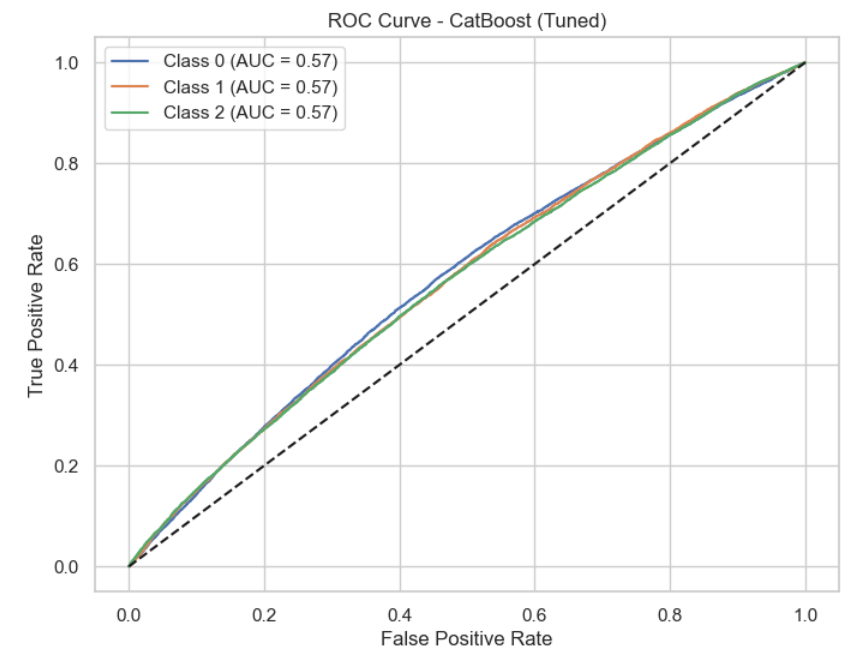 ROC Curve - CatBoost (Tuned)
Class 0 (AUC = 0.57)
Class 1 (AUC = 0.57)
Class 2 (AUC = 0.57)
True Positive Rate
1.0
0.8
0.6
0.4
0.2
0.0
0.0 0.2 0.4 0.6 0.8 1.0
False Positive Rate